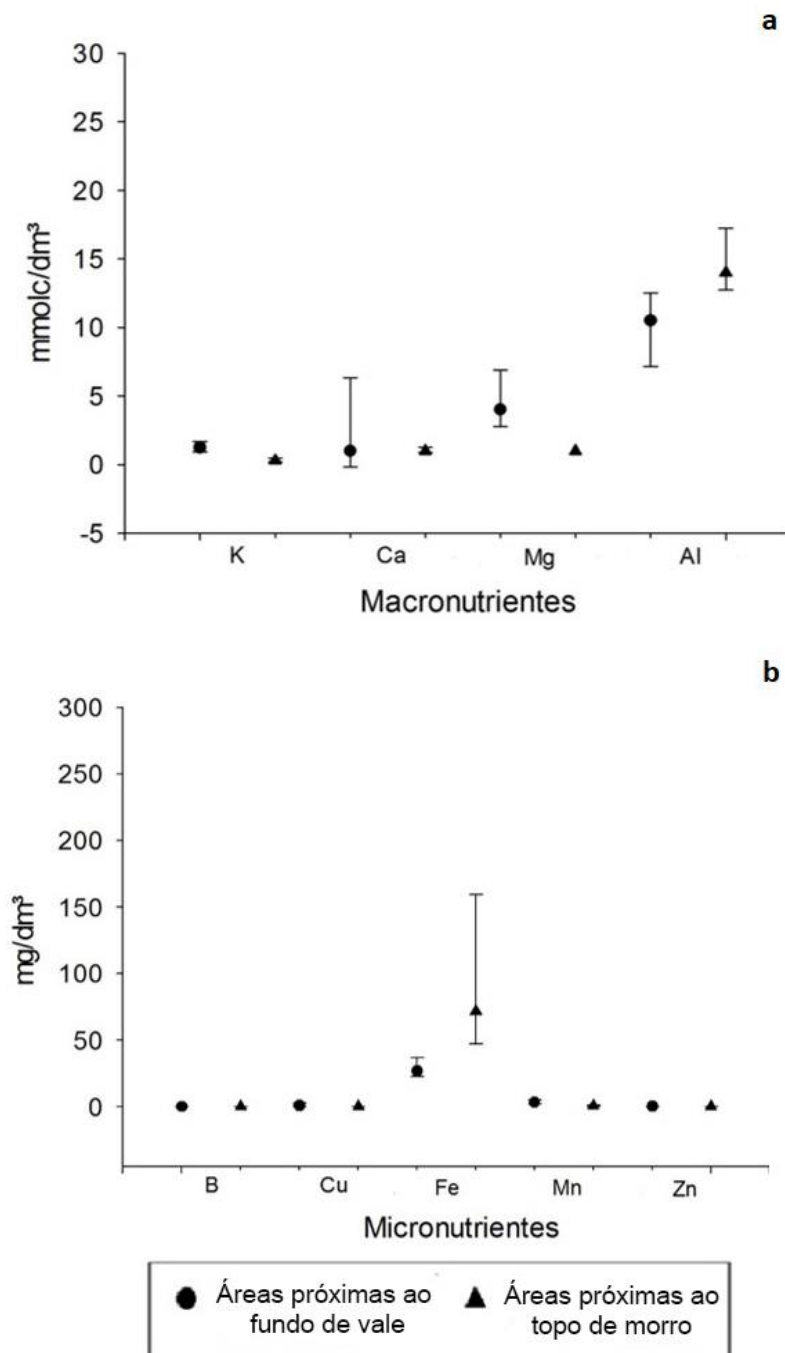 a
30
25
20
15
10
5
0
-5
mmolc/dm³
K Ca Mg Al
Macronutrientes
b
300
250
200
150
100
50
0
mg/dm³
B Cu Fe Mn Zn
Micronutrientes
Áreas próximas ao
fundo de vale
Áreas próximas ao
topo de morro